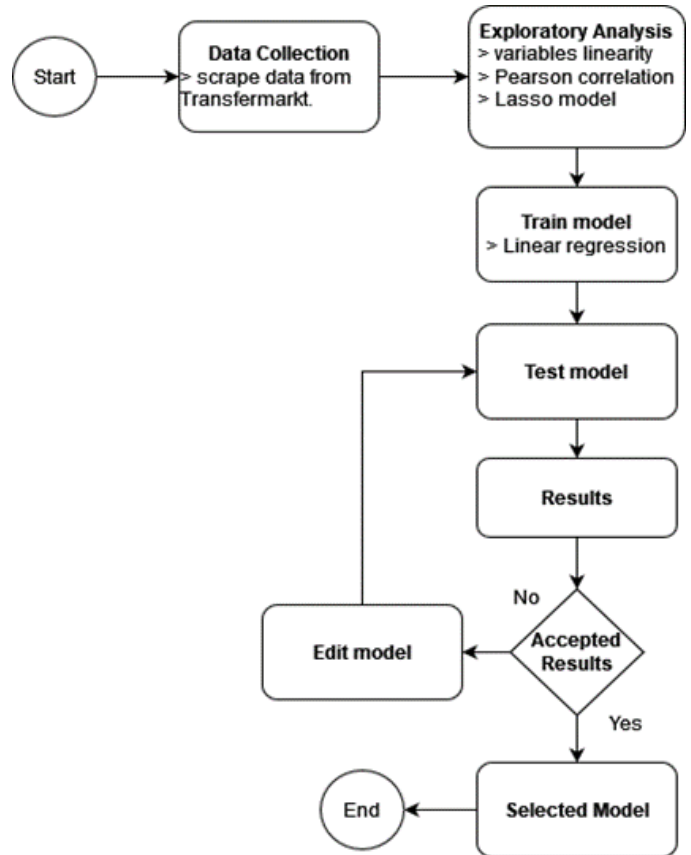 Start
Data Collection
> scrape data from
Transfermarkt.
Exploratory Analysis
> variables linearity
> Pearson correlation
> Lasso model
Train model
> Linear regression
Test model
Results
No
Accepted
Results
Edit model
Yes
Selected Model
End